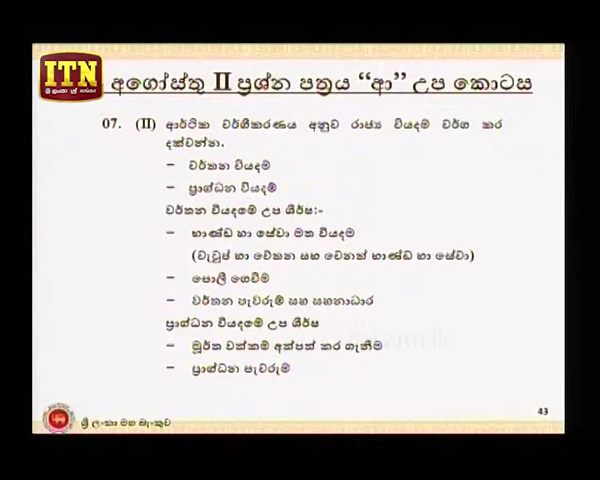 ITN
ශ්‍රී ලංකා
අගෝස්තු II ප්‍රශ්න පත්‍රය “ආ” උප කොටස
07. (II) ආර්ථික වර්ගීකරණය අනුව රාජ්‍ය වියදම වර්ග කර
දක්වන්න.
– වර්තන වියදම
– ප්‍රාග්ධන වියදම්
වර්තන වියදමේ උප ශීර්ෂ:-
– භාණ්ඩ හා සේවා මත වියදම
(වැටුප් හා වේතන සහ වෙනත් භාණ්ඩ හා සේවා)
– පොලී ගෙවීම
– වර්තන පැවරුම් සහ සහනාධාර
ප්‍රාග්ධන වියදමේ උප ශීර්ෂ
– මූර්ත වත්කම් අත්පත් කර ගැනීම
– ප්‍රාග්ධන පැවරුම්
43
ශ්‍රී ලංකා මහ බැංකුව